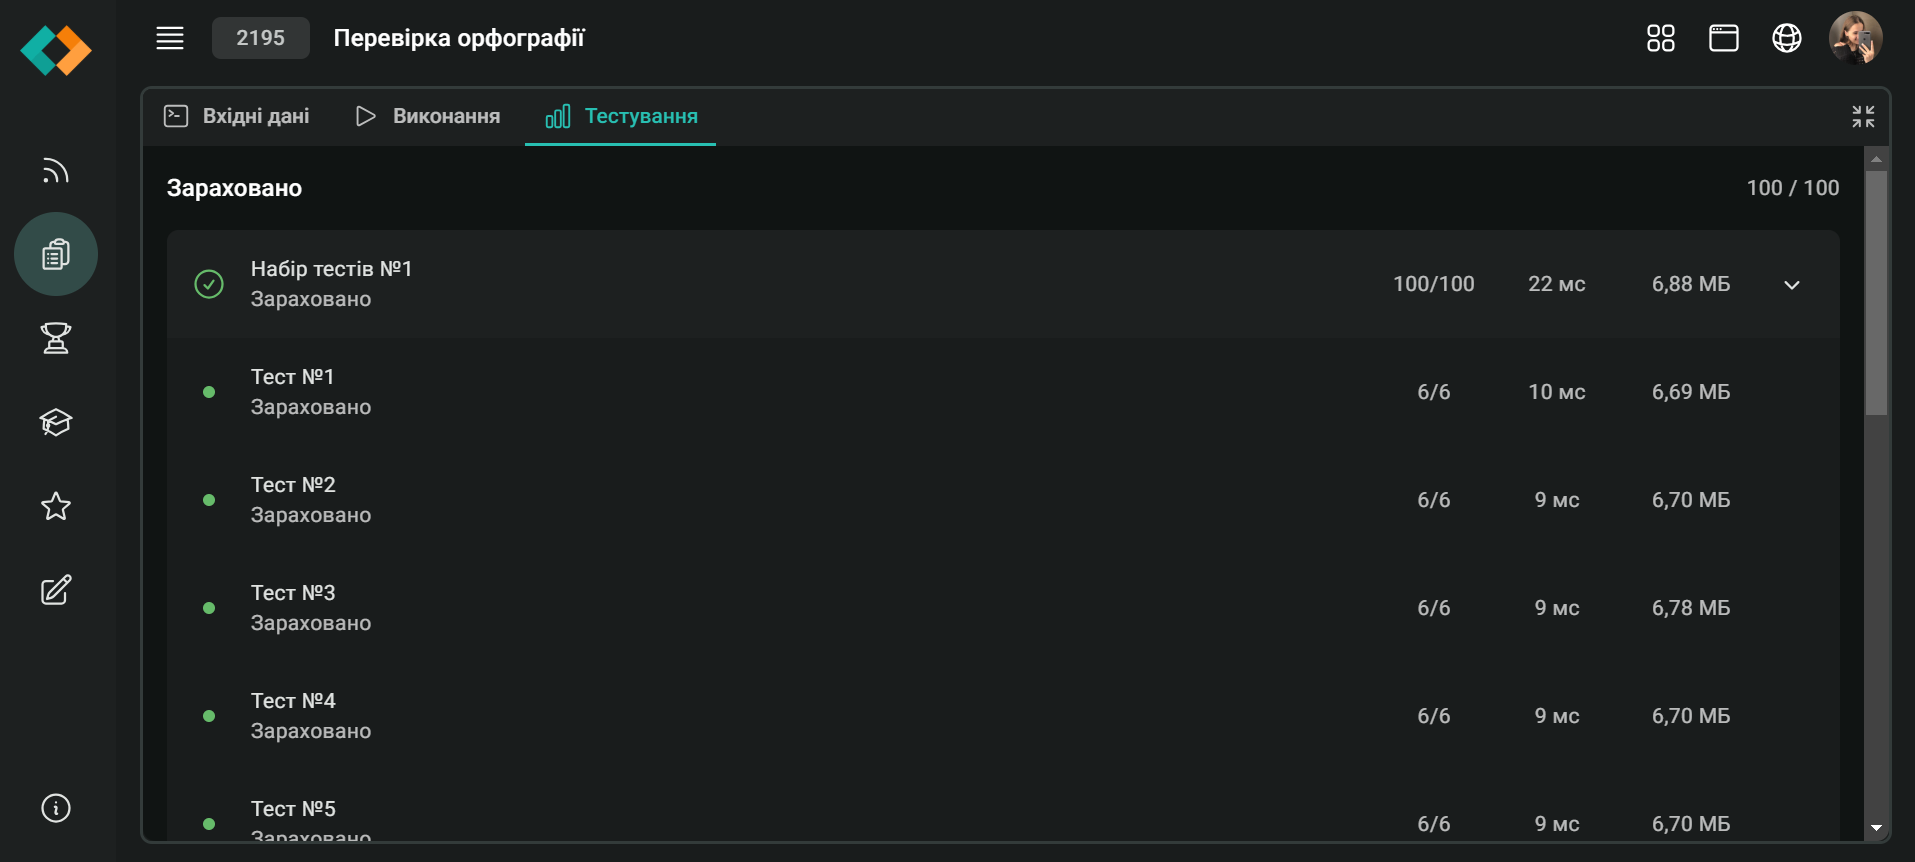 2195
Перевірка орфографії
Вхідні дані
Виконання
Тестування
Зараховано
100 / 100
Набір тестів №1
Зараховано
100/100
22 мс
6,88 МБ
Тест №1
Зараховано
6/6
10 мс
6,69 МБ
Тест №2
Зараховано
6/6
9 мс
6,70 МБ
Тест №3
Зараховано
6/6
9 мс
6,78 МБ
Тест №4
Зараховано
6/6
9 мс
6,70 МБ
Тест №5
Зараховано
6/6
9 мс
6,70 МБ